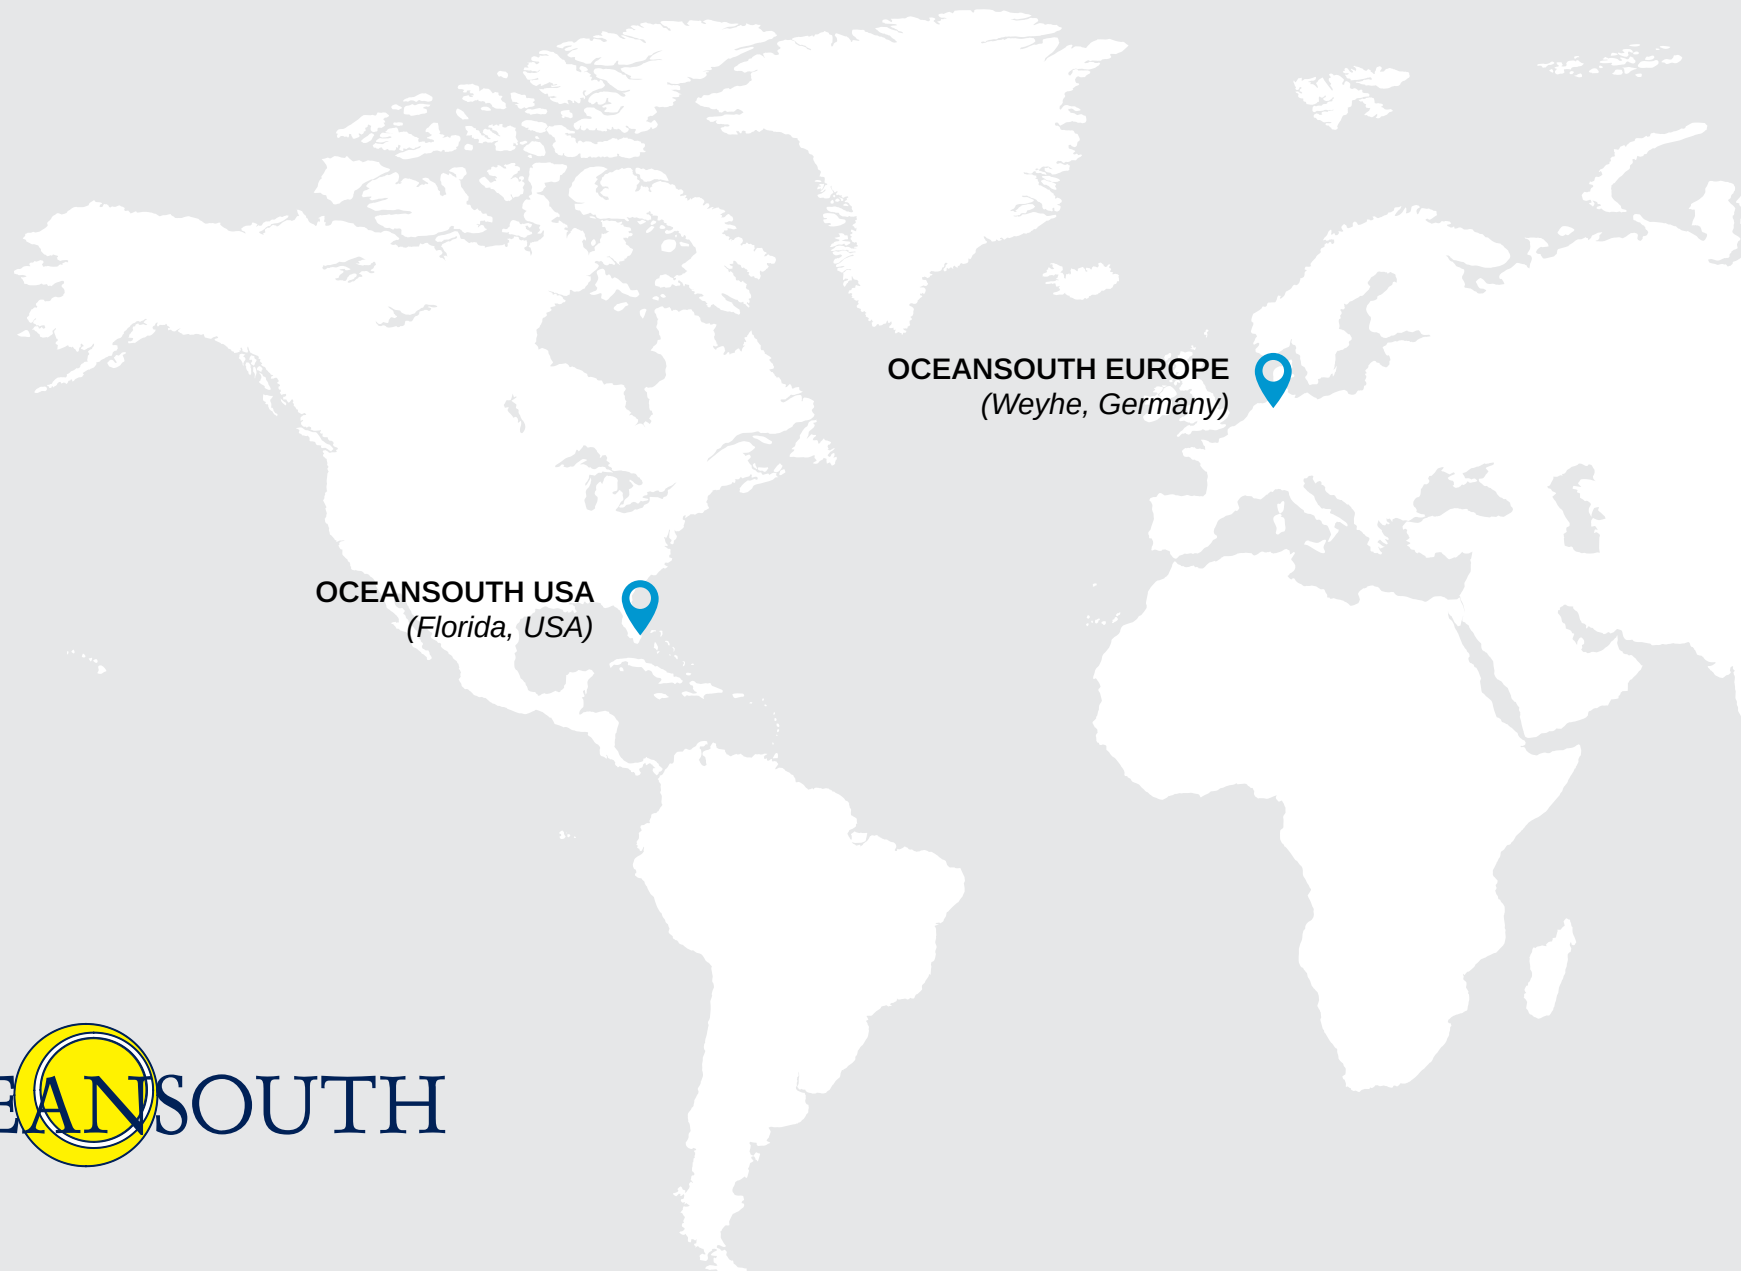 OCEANSOUTH EUROPE
(Weyhe, Germany)
OCEANSOUTH USA
(Florida, USA)
EANSOUTH